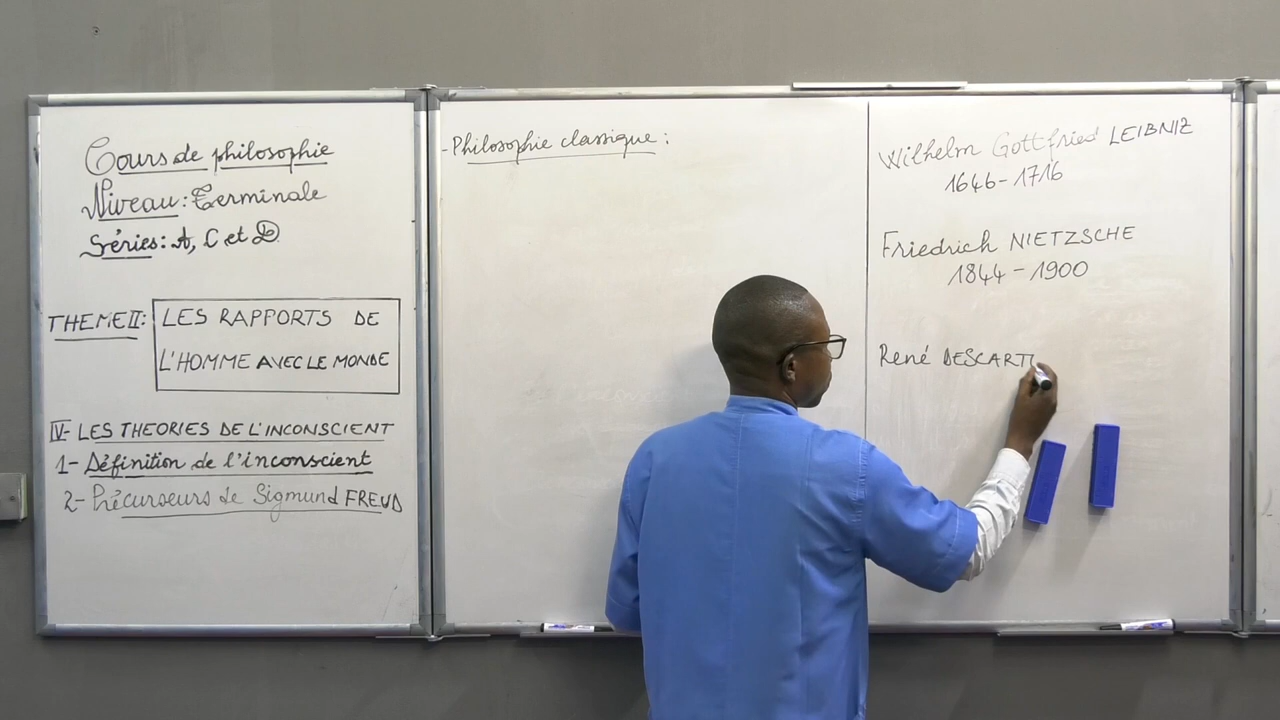 Cours de philosophie
Niveau : Terminale
Séries : A, C et D
THEME II : LES RAPPORTS DE
L'HOMME AVEC LE MONDE
IV- LES THEORIES DE L'INCONSCIENT
1- Définition de l'inconscient
2- Précurseurs de Sigmund FREUD
- Philosophie classique :
Wilhelm Gottfried LEIBNIZ
1646 - 1716
Friedrich NIETZSCHE
1844 - 1900
René DESCART